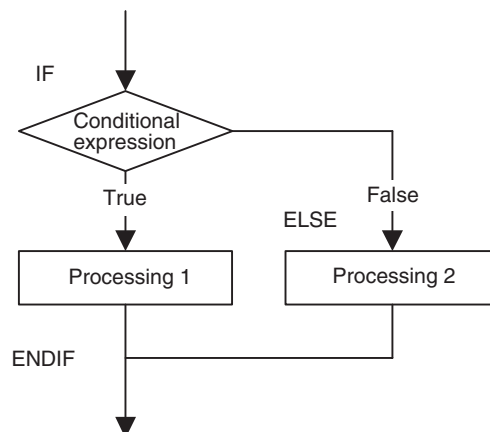 IF
Conditional
expression
True
False
ELSE
Processing 1
Processing 2
ENDIF